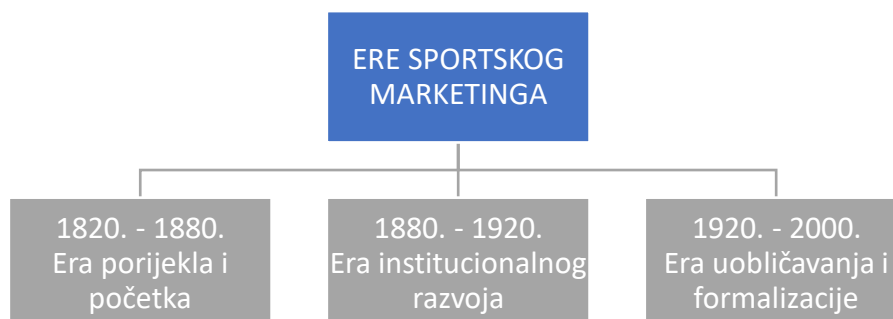 ERE SPORTSKOG
MARKETINGA
1820. - 1880.
Era porijekla i
početka
1880. - 1920.
Era institucionalnog
razvoja
1920. - 2000.
Era uobličavanja i
formalizacije